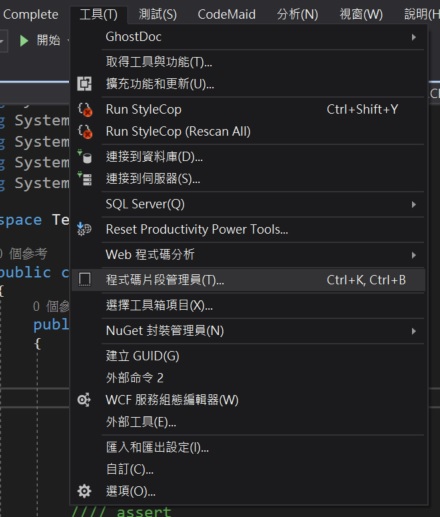 Complete 工具(T) 測試(S) CodeMaid 分析(N) 視窗(W) 說明(H
開始
GhostDoc
取得工具與功能(T)...
擴充功能和更新(U)...
Run StyleCop Ctrl+Shift+Y
Run StyleCop (Rescan All)
連接到資料庫(D)...
連接到伺服器(S)...
SQL Server(Q)
Reset Productivity Power Tools...
Web 程式碼分析
程式碼片段管理員(T)... Ctrl+K, Ctrl+B
選擇工具箱項目(X)...
NuGet 封裝管理員(N)
建立 GUID(G)
外部命令 2
WCF 服務組態編輯器(W)
外部工具(E)...
匯入和匯出設定(I)...
自訂(C)...
選項(O)...
g System
g System
g System
g System
space Te
個參考
public c
{
0 個參
publ
{
//// assert